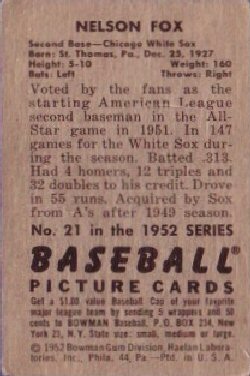 NELSON FOX
Second Base—Chicago White Sox
Born: St. Thomas, Pa., Dec. 25, 1927
Height: 5-10 Weight: 160
Bats: Left Throws: Right
Voted by the fans as the
starting American League
second baseman in the All-
Star game in 1951. In 147
games for the White Sox during
the season. Batted .313.
Had 4 homers, 12 triples and
32 doubles to his credit. Drove
in 55 runs. Acquired by Sox
from A's after 1949 season.
No. 21 in the 1952 SERIES
BASEBALL
PICTURE CARDS
Get a $1.00 value Baseball Cap of your favorite
major league team by sending 5 wrappers and 50
cents to BOWMAN Baseball, P.O. BOX 234, New
York 21, N.Y. State size: small, medium or large.
© 1952 Bowman Gum Division, Haelan Labora-
tories, Inc., Phila. 44, Pa.—Ptd. in U. S. A.